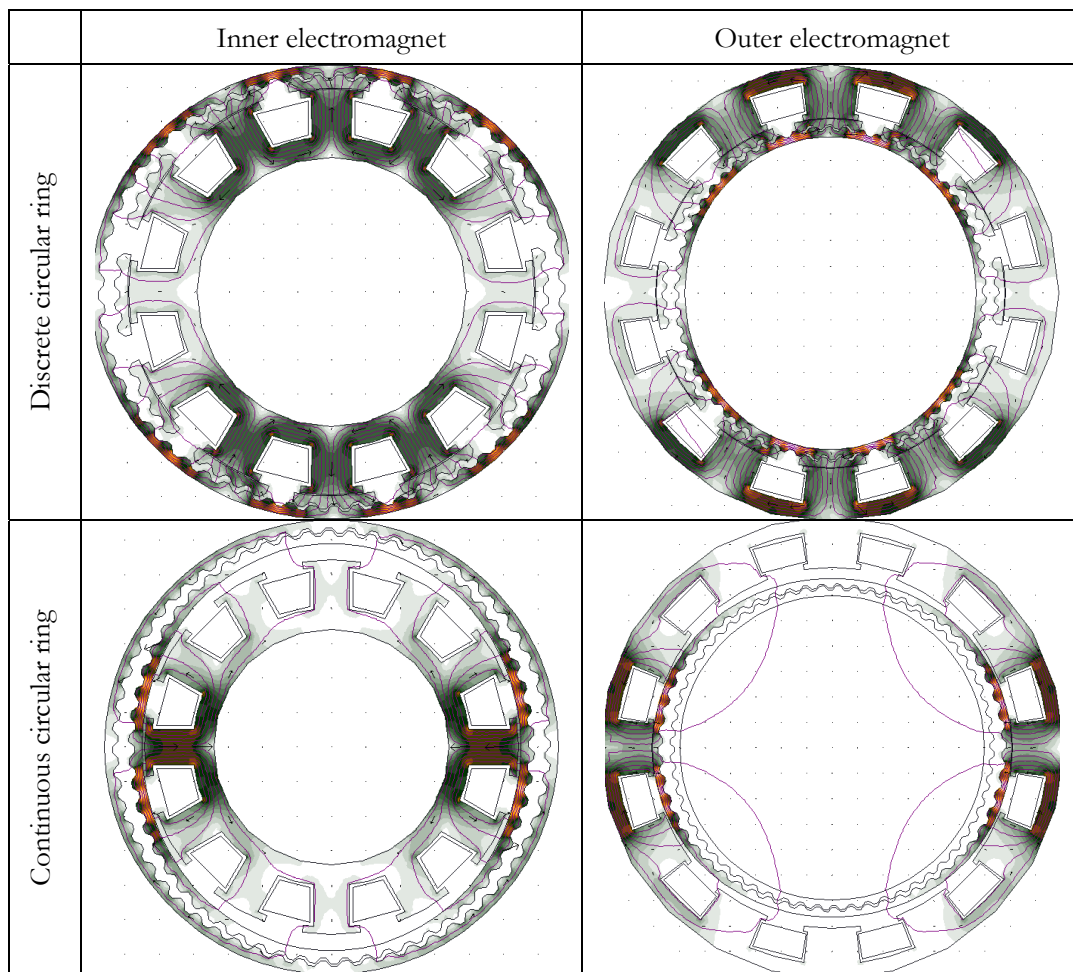 Inner electromagnet
Outer electromagnet
Discrete circular ring
Continuous circular ring